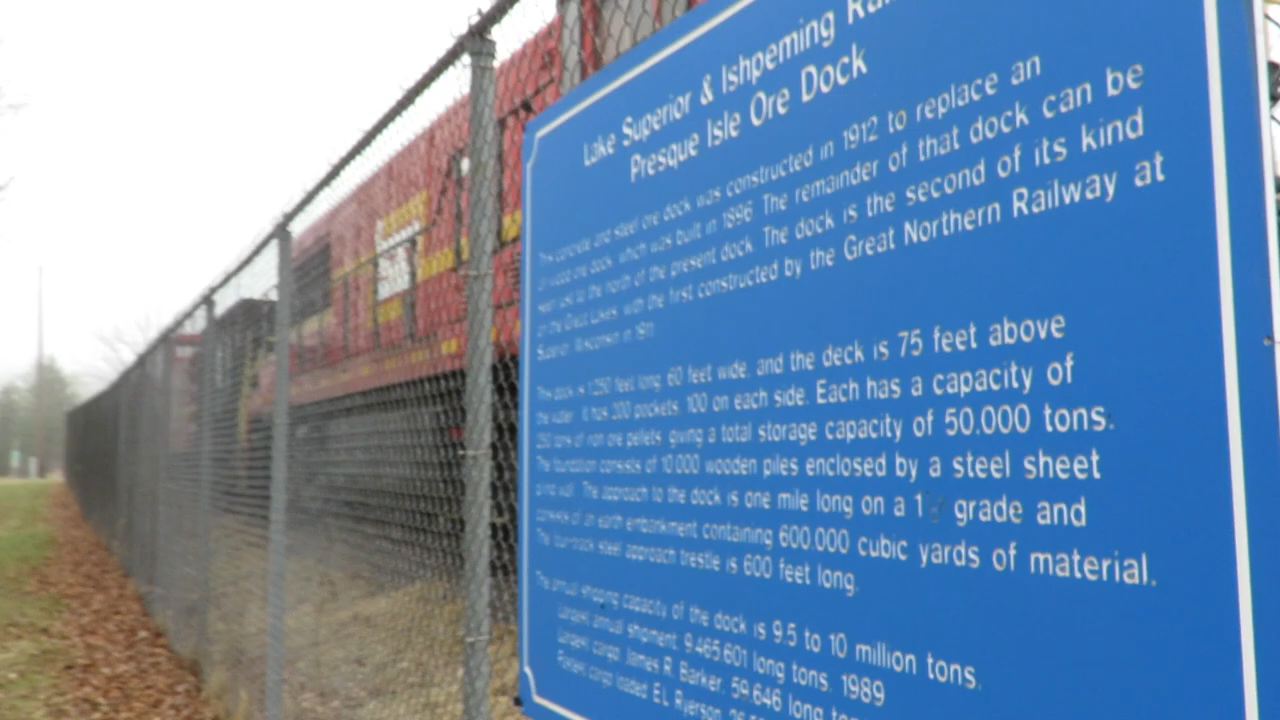 Lake Superior & Ishpeming
Presque Isle Ore Dock
This concrete and steel ore dock was constructed in 1912 to replace an
ore dock, which was built in 1896. The remainder of that dock can be
seen just to the north of the present dock. The dock is the second of its kind
on the Great Lakes, with the first constructed by the Great Northern Railway at
Superior, Wisconsin in 1911.
The dock is 1,250 feet long, 60 feet wide, and the deck is 75 feet above
the water. It has 200 pockets, 100 on each side. Each has a capacity of
250 tons of iron ore pellets, giving a total storage capacity of 50,000 tons.
The foundation consists of 10,000 wooden piles enclosed by a steel sheet
The approach to the dock is one mile long on a 1 grade and
consists of an earth embankment containing 600,000 cubic yards of material.
The four-track steel approach trestle is 600 feet long.
The annual shipping capacity of the dock is 9.5 to 10 million tons.
Largest annual shipment: 9,465,601 long tons, 1989
Largest cargo: James R. Barker, 59,646 long
cargo loaded: E.L. Ryerson,